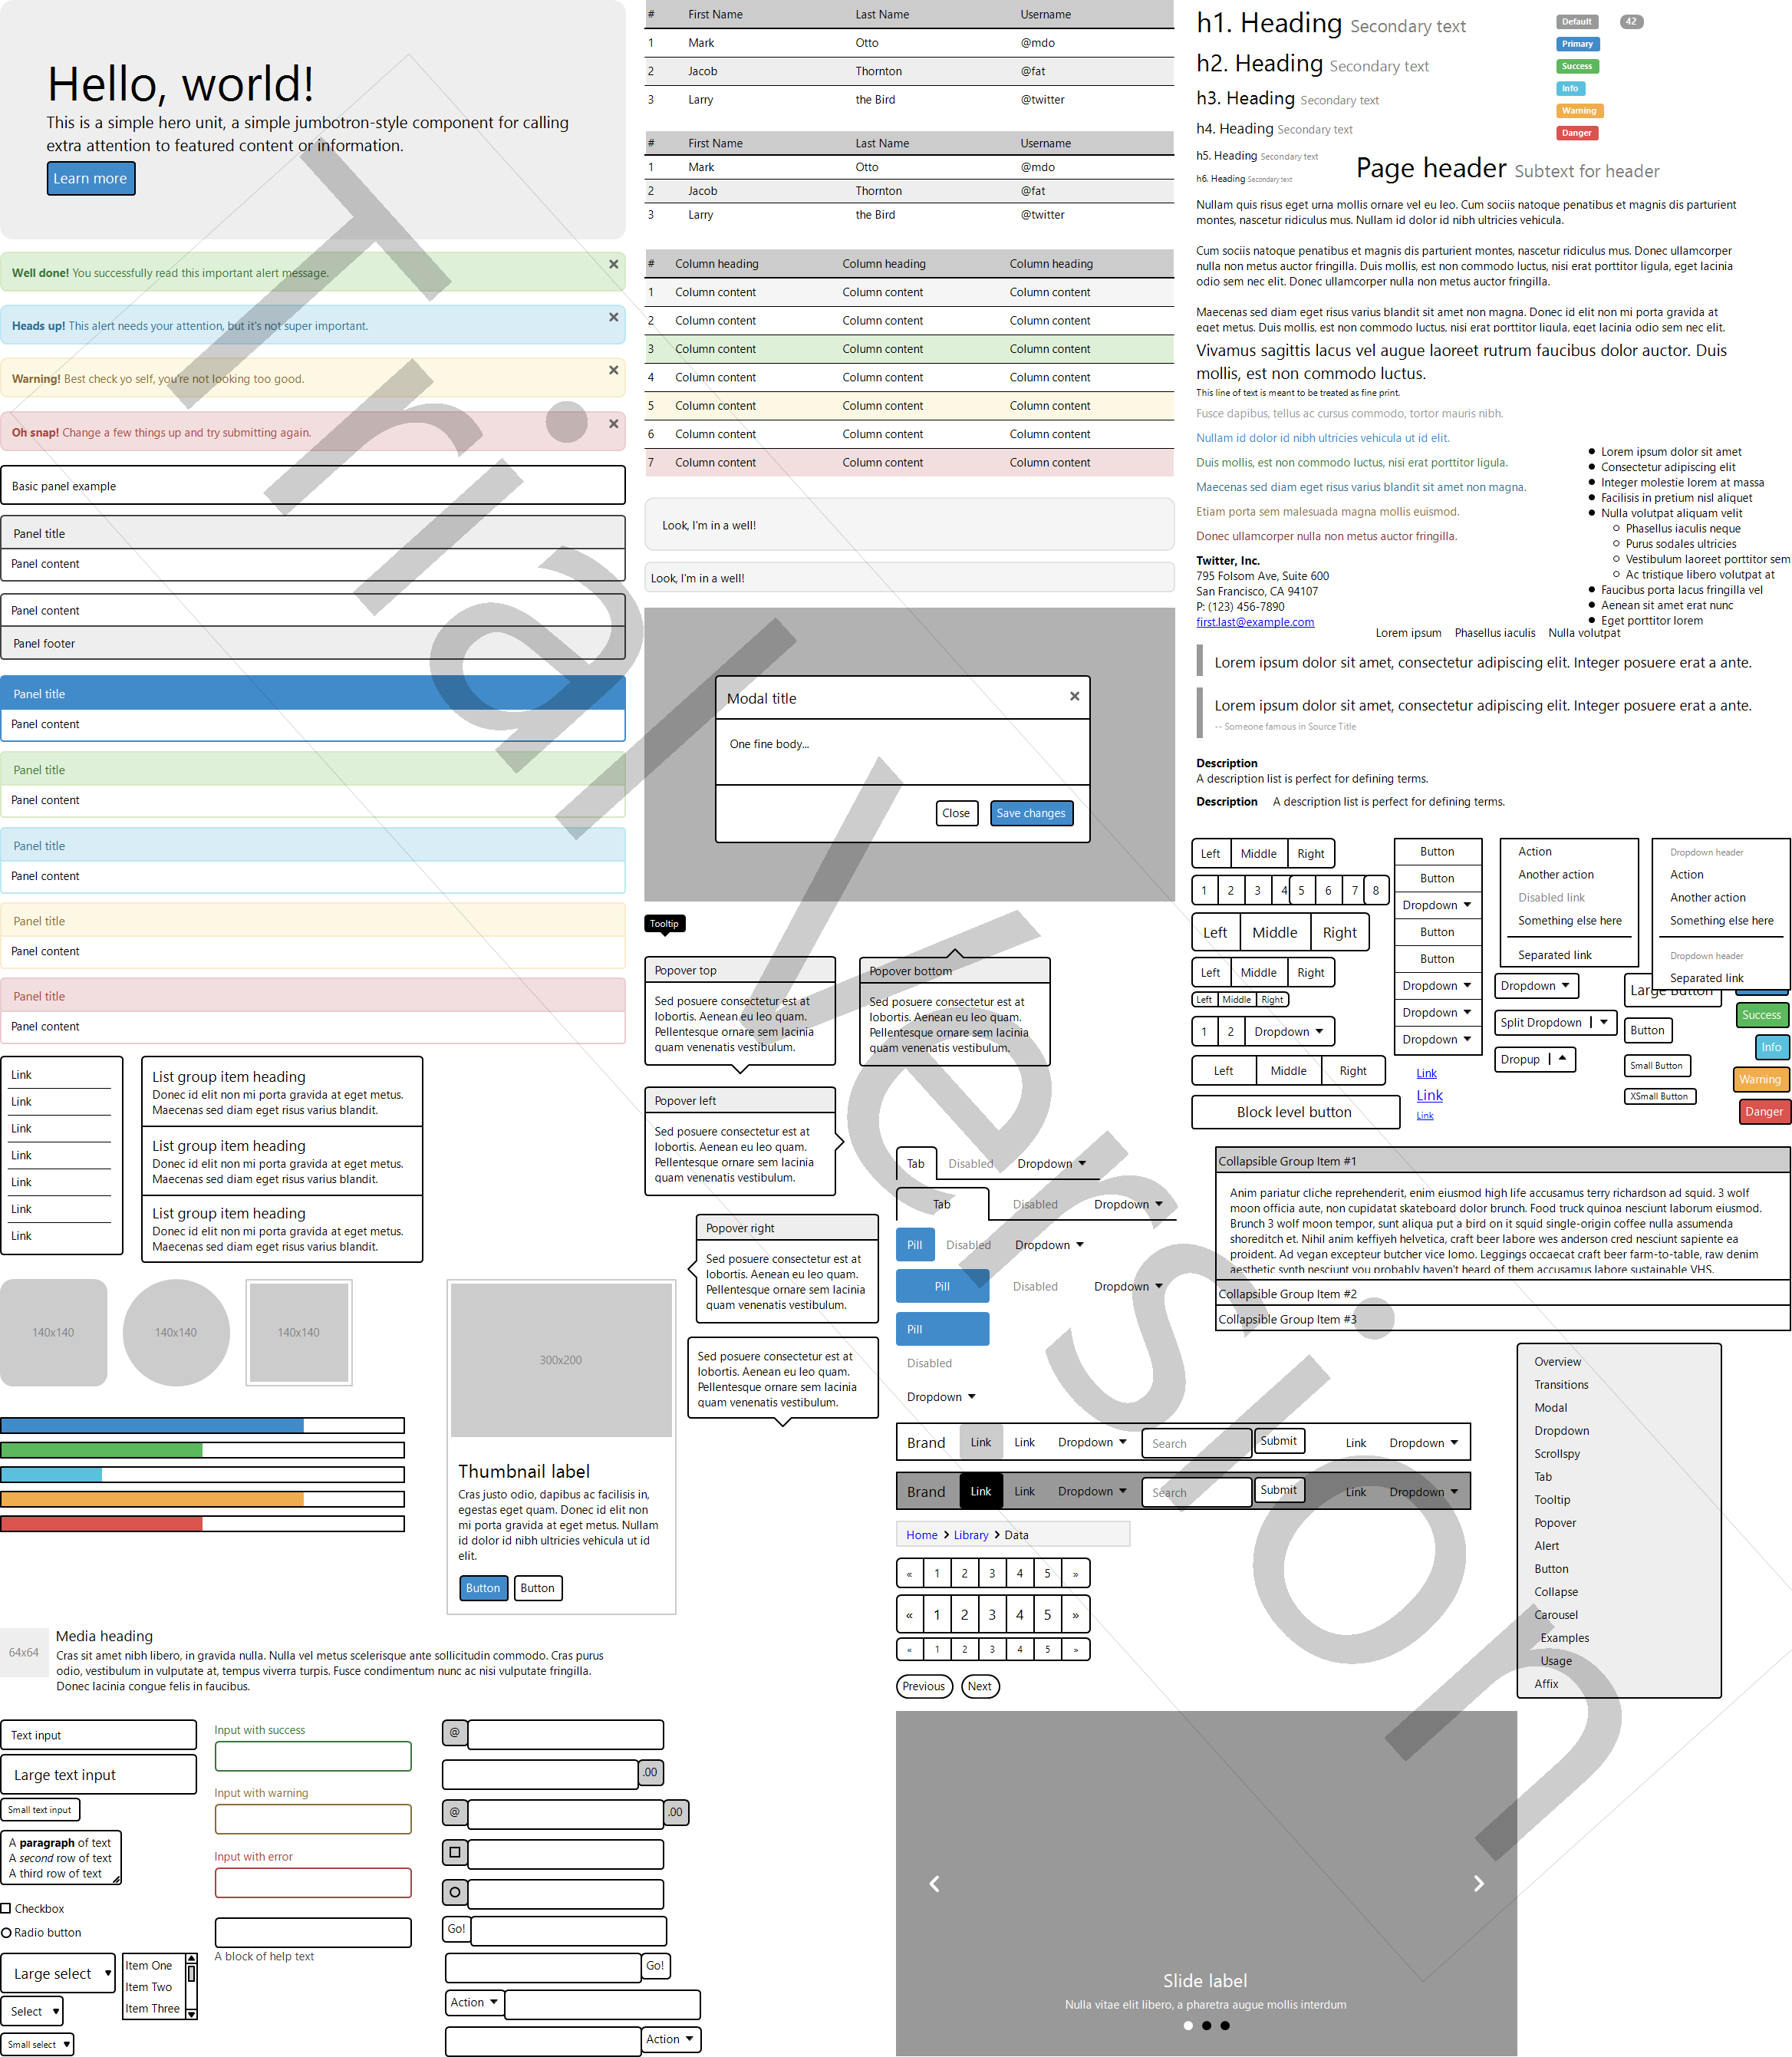 Hello, world!
This is a simple hero unit, a simple jumbotron-style component for calling
extra attention to featured content or information.
Learn more
Well done! You successfully read this important alert message.
Heads up! This alert needs your attention, but it's not super important.
Warning! Best check yo self, you're not looking too good.
Oh snap! Change a few things up and try submitting again.
Basic panel example
Panel title
Panel content
Panel content
Panel footer
Panel title
Panel content
Panel title
Panel content
Panel title
Panel content
Panel title
Panel content
Panel title
Panel content
Link
Link
Link
Link
Link
Link
Link
List group item heading
Donec id elit non mi porta gravida at eget metus.
Maecenas sed diam eget risus varius blandit.
List group item heading
Donec id elit non mi porta gravida at eget metus.
Maecenas sed diam eget risus varius blandit.
List group item heading
Donec id elit non mi porta gravida at eget metus.
Maecenas sed diam eget risus varius blandit.
140x140
140x140
140x140
300x200
Thumbnail label
Cras justo odio, dapibus ac facilisis in,
egestas eget quam. Donec id elit non
mi porta gravida at eget metus. Nullam
id dolor id nibh ultricies vehicula ut id
elit.
Button Button
64x64
Media heading
Cras sit amet nibh libero, in gravida nulla. Nulla vel metus scelerisque ante sollicitudin commodo. Cras purus
odio, vestibulum in vulputate at, tempus viverra turpis. Fusce condimentum nunc ac nisi vulputate fringilla.
Donec lacinia congue felis in faucibus.
Text input
Large text input
Small text input
A paragraph of text
A second row of text
A third row of text
Checkbox
Radio button
Large select
Select
Small select
Item One
Item Two
Item Three
Input with success
Input with warning
Input with error
A block of help text
@
.00
@ .00
Go!
Go!
Action
Action
# First Name Last Name Username
1 Mark Otto @mdo
2 Jacob Thornton @fat
3 Larry the Bird @twitter
# First Name Last Name Username
1 Mark Otto @mdo
2 Jacob Thornton @fat
3 Larry the Bird @twitter
# Column heading Column heading Column heading
1 Column content Column content Column content
2 Column content Column content Column content
3 Column content Column content Column content
4 Column content Column content Column content
5 Column content Column content Column content
6 Column content Column content Column content
7 Column content Column content Column content
Look, I'm in a well!
Look, I'm in a well!
Modal title
One fine body...
Close Save changes
Tooltip
Popover top
Sed posuere consectetur est at
lobortis. Aenean eu leo quam.
Pellentesque ornare sem lacinia
quam venenatis vestibulum.
Popover bottom
Sed posuere consectetur est at
lobortis. Aenean eu leo quam.
Pellentesque ornare sem lacinia
quam venenatis vestibulum.
Popover left
Sed posuere consectetur est at
lobortis. Aenean eu leo quam.
Pellentesque ornare sem lacinia
quam venenatis vestibulum.
Popover right
Sed posuere consectetur est at
lobortis. Aenean eu leo quam.
Pellentesque ornare sem lacinia
quam venenatis vestibulum.
Sed posuere consectetur est at
lobortis. Aenean eu leo quam.
Pellentesque ornare sem lacinia
quam venenatis vestibulum.
h1. Heading Secondary text
h2. Heading Secondary text
h3. Heading Secondary text
h4. Heading Secondary text
h5. Heading Secondary text
h6. Heading Secondary text
Default 42
Primary
Success
Info
Warning
Danger
Page header Subtext for header
Nullam quis risus eget urna mollis ornare vel eu leo. Cum sociis natoque penatibus et magnis dis parturient
montes, nascetur ridiculus mus. Nullam id dolor id nibh ultricies vehicula.
Cum sociis natoque penatibus et magnis dis parturient montes, nascetur ridiculus mus. Donec ullamcorper
nulla non metus auctor fringilla. Duis mollis, est non commodo luctus, nisi erat porttitor ligula, eget lacinia
odio sem nec elit. Donec ullamcorper nulla non metus auctor fringilla.
Maecenas sed diam eget risus varius blandit sit amet non magna. Donec id elit non mi porta gravida at
eget metus. Duis mollis, est non commodo luctus, nisi erat porttitor ligula, eget lacinia odio sem nec elit.
Vivamus sagittis lacus vel augue laoreet rutrum faucibus dolor auctor. Duis
mollis, est non commodo luctus.
This line of text is meant to be treated as fine print.
Fusce dapibus, tellus ac cursus commodo, tortor mauris nibh.
Nullam id dolor id nibh ultricies vehicula ut id elit.
Duis mollis, est non commodo luctus, nisi erat porttitor ligula.
Maecenas sed diam eget risus varius blandit sit amet non magna.
Etiam porta sem malesuada magna mollis euismod.
Donec ullamcorper nulla non metus auctor fringilla.
Twitter, Inc.
795 Folsom Ave, Suite 600
San Francisco, CA 94107
P: (123) 456-7890
first.last@example.com
Lorem ipsum dolor sit amet
Consectetur adipiscing elit
Integer molestie lorem at massa
Facilisis in pretium nisl aliquet
Nulla volutpat aliquam velit
Phasellus iaculis neque
Purus sodales ultricies
Vestibulum laoreet porttitor sem
Ac tristique libero volutpat at
Faucibus porta lacus fringilla vel
Aenean sit amet erat nunc
Eget porttitor lorem
Lorem ipsum Phasellus iaculis Nulla volutpat
Lorem ipsum dolor sit amet, consectetur adipiscing elit. Integer posuere erat a ante.
Lorem ipsum dolor sit amet, consectetur adipiscing elit. Integer posuere erat a ante.
-- Someone famous in Source Title
Description
A description list is perfect for defining terms.
Description A description list is perfect for defining terms.
Left Middle Right
1 2 3 4 5 6 7 8
Left Middle Right
Left Middle Right
Left Middle Right
1 2 Dropdown
Left Middle Right
Block level button
Button
Button
Dropdown
Button
Button
Dropdown
Dropdown
Dropdown
Link
Link
Link
Action
Another action
Disabled link
Something else here
Separated link
Dropdown header
Action
Another action
Something else here
Dropdown header
Separated link
Dropdown
Split Dropdown
Dropup
Large Button
Button
Small Button
XSmall Button
Success
Info
Warning
Danger
Tab Disabled Dropdown
Tab Disabled Dropdown
Pill Disabled Dropdown
Pill Disabled Dropdown
Pill
Disabled
Dropdown
Collapsible Group Item #1
Anim pariatur cliche reprehenderit, enim eiusmod high life accusamus terry richardson ad squid. 3 wolf
moon officia aute, non cupidatat skateboard dolor brunch. Food truck quinoa nesciunt laborum eiusmod.
Brunch 3 wolf moon tempor, sunt aliqua put a bird on it squid single-origin coffee nulla assumenda
shoreditch et. Nihil anim keffiyeh helvetica, craft beer labore wes anderson cred nesciunt sapiente ea
proident. Ad vegan excepteur butcher vice lomo. Leggings occaecat craft beer farm-to-table, raw denim
aesthetic synth nesciunt you probably haven't heard of them accusamus labore sustainable VHS.
Collapsible Group Item #2
Collapsible Group Item #3
Brand Link Link Dropdown Search Submit Link Dropdown
Brand Link Link Dropdown Search Submit Link Dropdown
Home Library Data
« 1 2 3 4 5 »
« 1 2 3 4 5 »
« 1 2 3 4 5 »
Previous Next
Overview
Transitions
Modal
Dropdown
Scrollspy
Tab
Tooltip
Popover
Alert
Button
Collapse
Carousel
Examples
Usage
Affix
Slide label
Nulla vitae elit libero, a pharetra augue mollis interdum
Trial Version